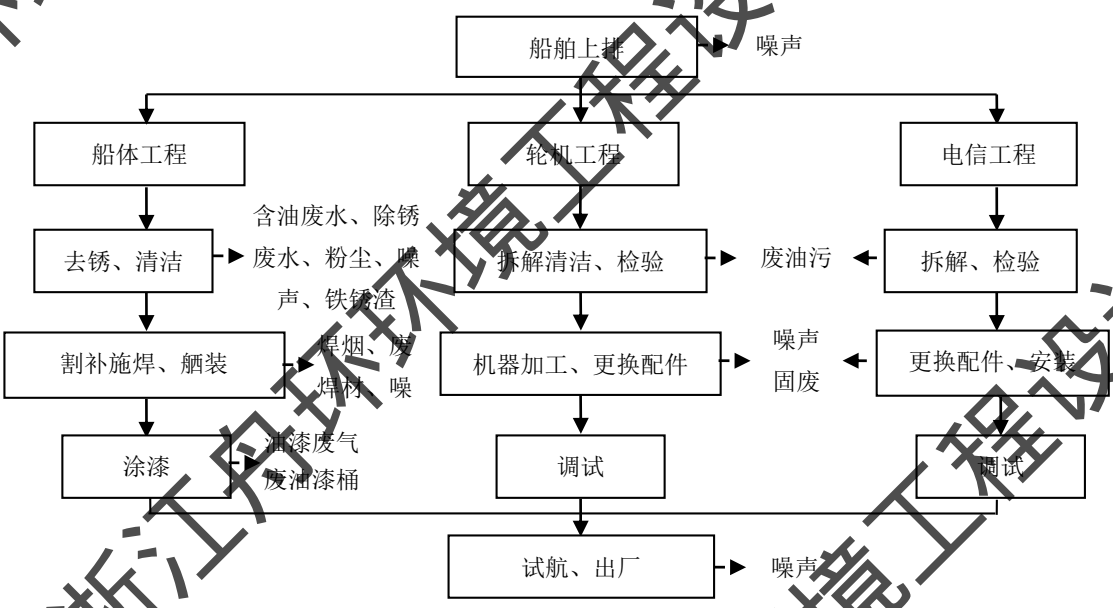 船舶上排
噪声
船体工程
轮机工程
电信工程
去锈、清洁
含油废水、除锈
废水、粉尘、噪
声、铁锈渣
拆解清洁、检验
废油污
拆解、检验
割补施焊、舾装
焊烟、废
焊材、噪
机器加工、更换配件
噪声
固废
更换配件、安装
涂漆
油漆废气
废油漆桶
调试
调试
试航、出厂
噪声
浙江舟环环境工程设
境工程设